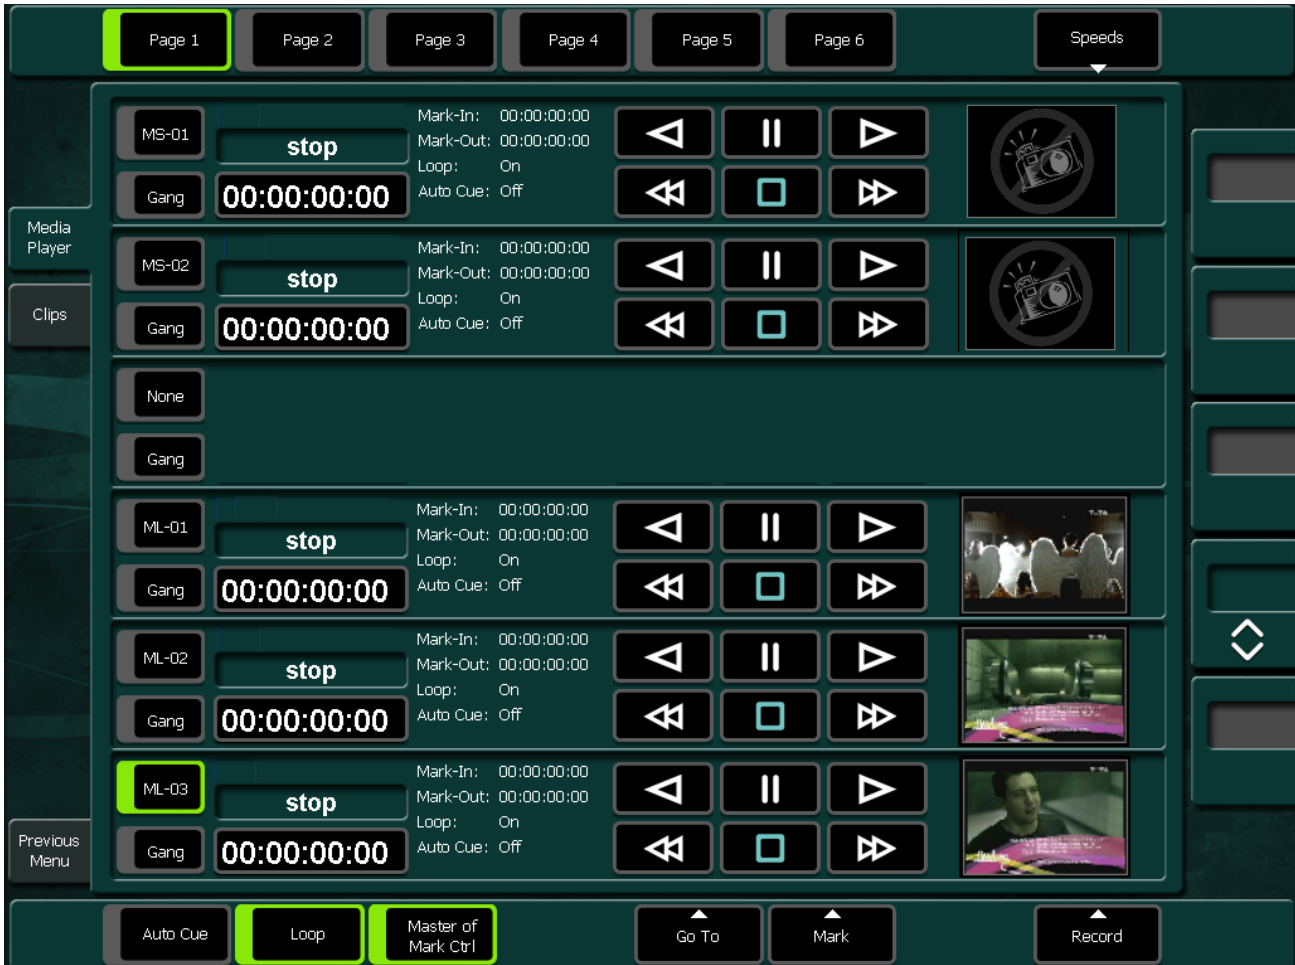 Page 1
Page 2
Page 3
Page 4
Page 5
Page 6
Speeds
Media
Player
Clips
Previous
Menu
MS-01
Gang
stop
00:00:00:00
Mark-In: 00:00:00:00
Mark-Out: 00:00:00:00
Loop: On
Auto Cue: Off
MS-02
Gang
stop
00:00:00:00
Mark-In: 00:00:00:00
Mark-Out: 00:00:00:00
Loop: On
Auto Cue: Off
None
Gang
ML-01
Gang
stop
00:00:00:00
Mark-In: 00:00:00:00
Mark-Out: 00:00:00:00
Loop: On
Auto Cue: Off
ML-02
Gang
stop
00:00:00:00
Mark-In: 00:00:00:00
Mark-Out: 00:00:00:00
Loop: On
Auto Cue: Off
ML-03
Gang
stop
00:00:00:00
Mark-In: 00:00:00:00
Mark-Out: 00:00:00:00
Loop: On
Auto Cue: Off
Auto Cue
Loop
Master of
Mark Ctrl
Go To
Mark
Record